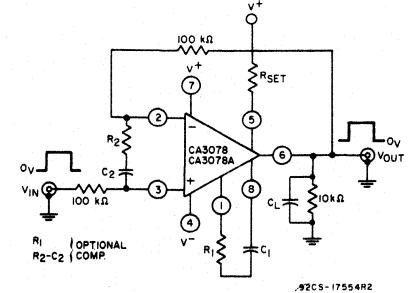 V+
100 kΩ
V+
RSET
7
5
2
−
R2
CA3078
CA3078A
6
0V
VOUT
0V
C2
3
+
8
VIN
100 kΩ
4
1
CL
10kΩ
V−
R1
C1
R1
R2-C2
OPTIONAL
COMP.
92CS-17554R2